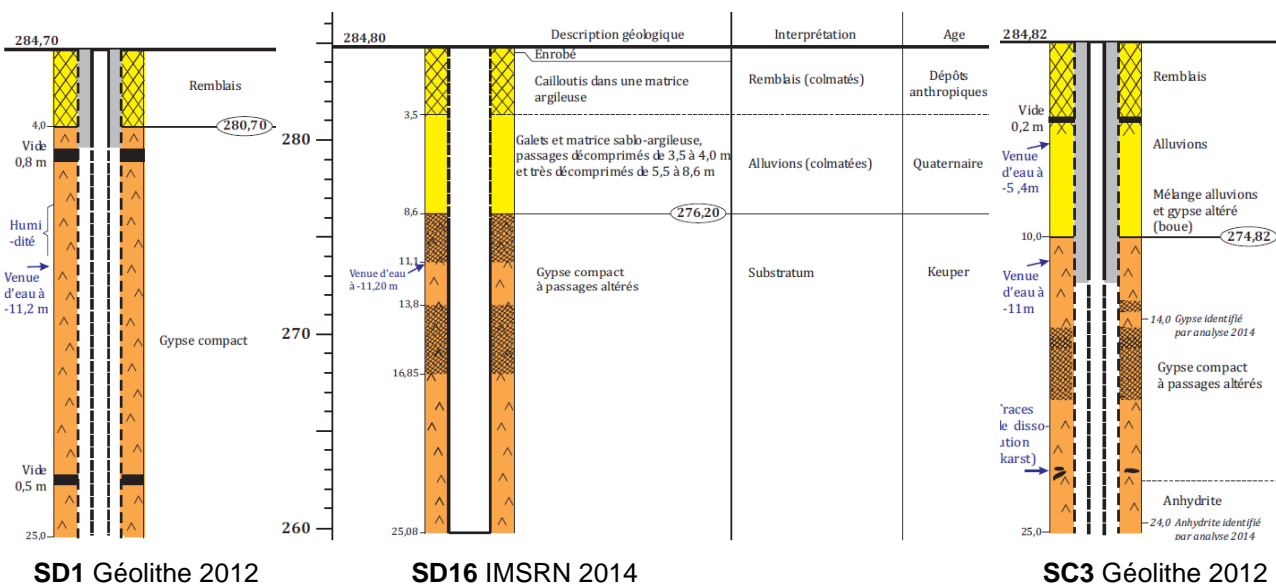 284,70
Remblais
4,0
280,70
Vide
0,8 m
Humi
-dité
Venue
d'eau à
-11,2 m
Gypse compact
Vide
0,5 m
25,0
SD1 Géolithe 2012
284,80
280
270
260
Description géologique
Interprétation
Age
Enrobé
Cailloutis dans une matrice
argileuse
Remblais (colmatés)
Dépôts
anthropiques
3,5
Galets et matrice sablo-argileuse,
passages décomprimés de 3,5 à 4,0 m
et très décomprimés de 5,5 à 8,6 m
Alluvions (colmatées)
Quaternaire
8,6
276,20
11,1
Venue d'eau
à -11,20 m
Gypse compact
à passages altérés
Substratum
Keuper
13,8
16,85
25,08
SD16 IMSRN 2014
284,82
Remblais
Vide
0,2 m
Alluvions
Venue
d'eau à
-5 ,4m
Mélange alluvions
et gypse altéré
(boue)
10,0
274,82
Venue
d'eau à
-11m
14,0 Gypse identifié
par analyse 2014
Gypse compact
à passages altérés
Traces
le disso-
ution
karst)
Anhydrite
24,0 Anhydrite identifié
par analyse 2014
25,0
SC3 Géolithe 2012